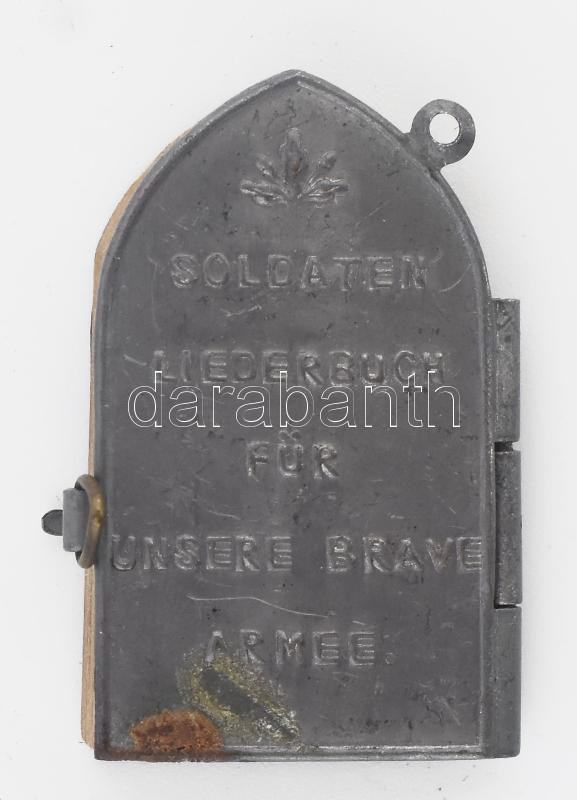 SOLDATEN
LIEDERBUCH
darabanth
FÜR
UNSERE BRAVE
ARMEE.